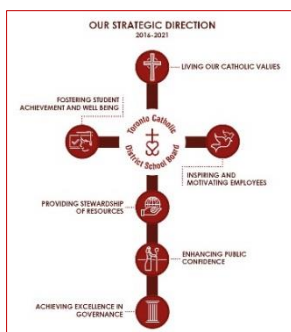 OUR STRATEGIC DIRECTION
2016-2021
LIVING OUR CATHOLIC VALUES
FOSTERING STUDENT
ACHIEVEMENT AND WELL BEING
Toronto Catholic
District School Board
INSPIRING AND
MOTIVATING EMPLOYEES
PROVIDING STEWARDSHIP
OF RESOURCES
ENHANCING PUBLIC
CONFIDENCE
ACHIEVING EXCELLENCE IN
GOVERNANCE